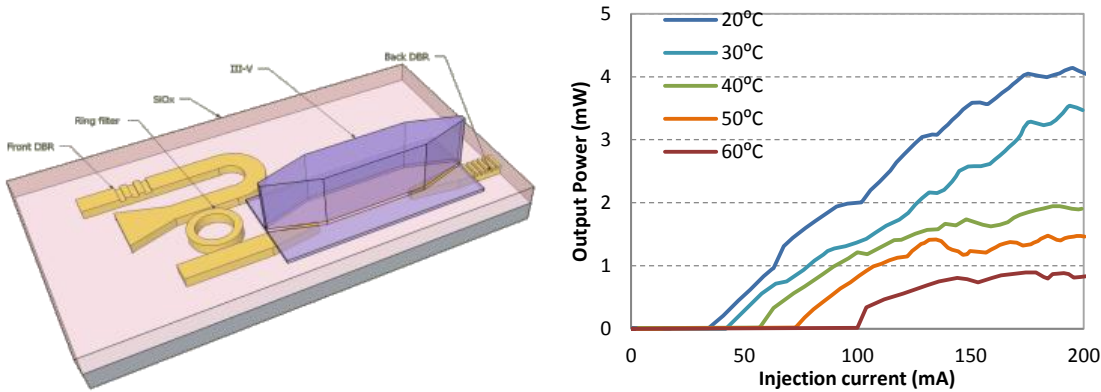 Back DBR
III-V
SiOx
Ring filter
Front DBR
Output Power (mW)
5
4
3
2
1
0
20ºC
30ºC
40ºC
50ºC
60ºC
0 50 100 150 200
Injection current (mA)